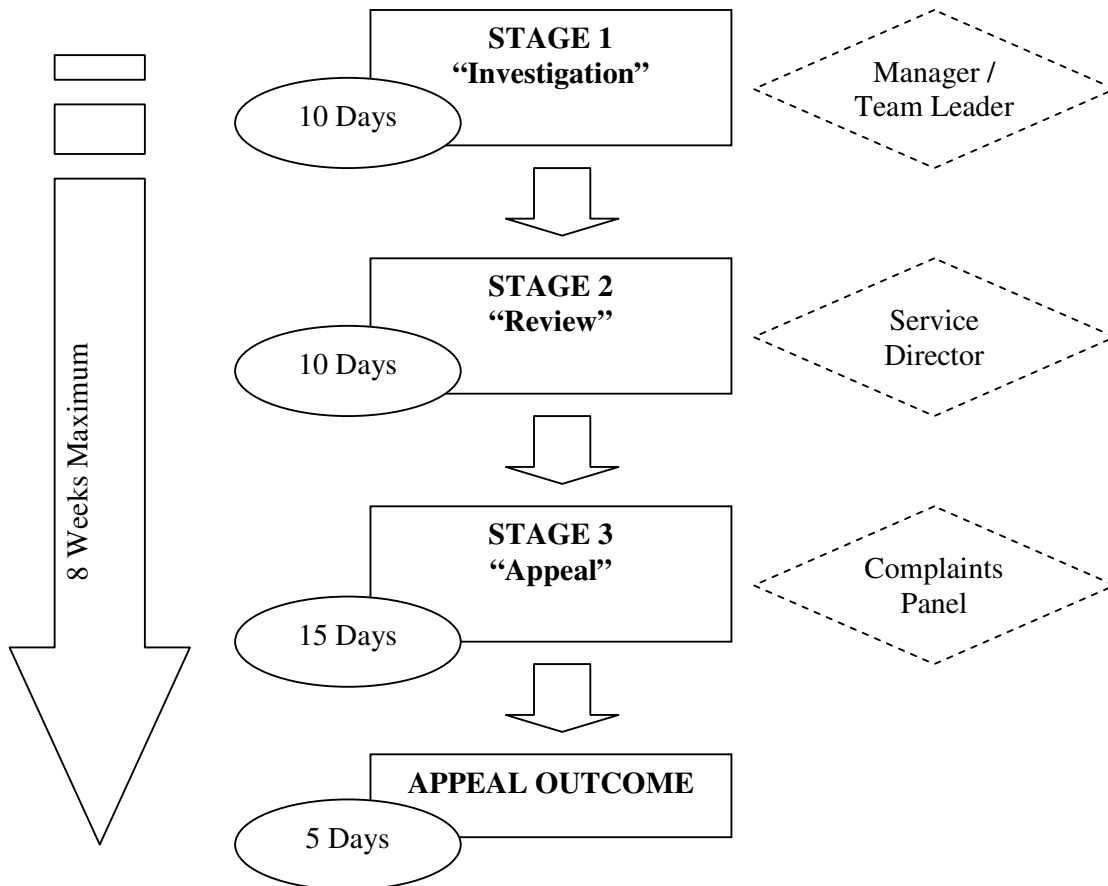 STAGE 1
“Investigation”
10 Days
Manager /
Team Leader
STAGE 2
“Review”
10 Days
Service
Director
8 Weeks Maximum
STAGE 3
“Appeal”
15 Days
Complaints
Panel
APPEAL OUTCOME
5 Days